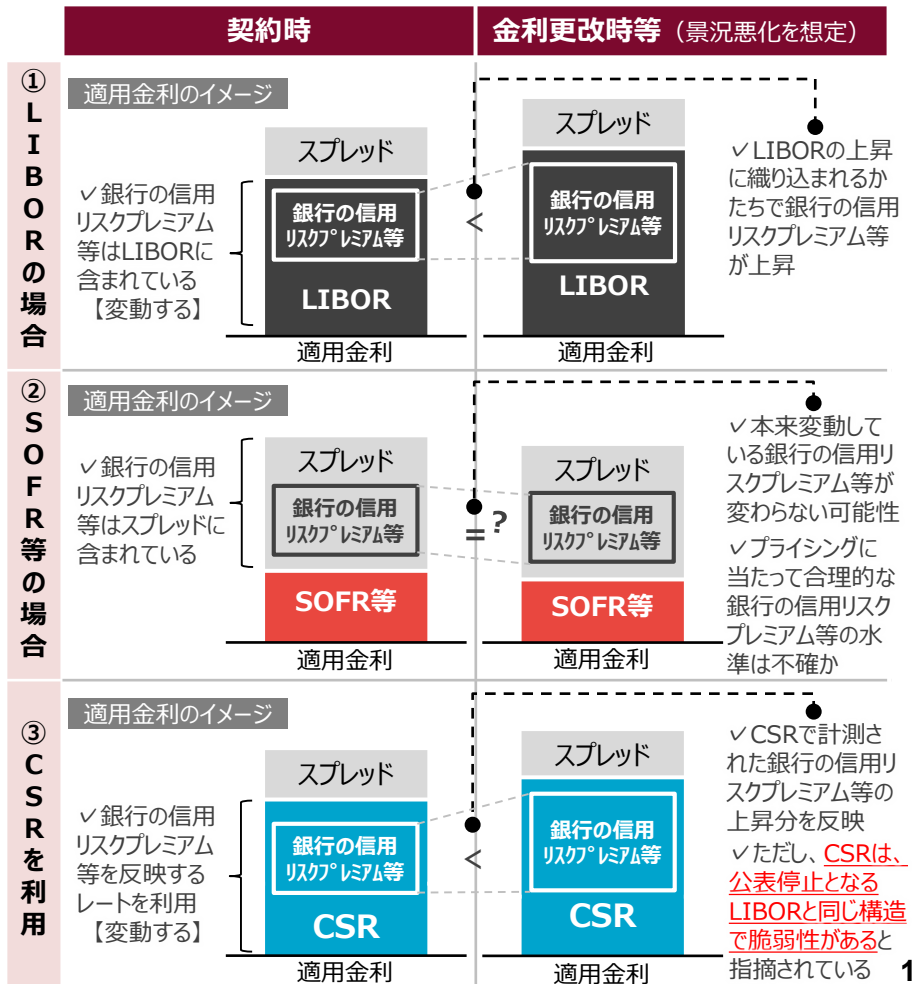 契約時
金利更改時等（景況悪化を想定）
①LIBORの場合
適用金利のイメージ
✓銀行の信用
リスクプレミアム
等はLIBORに
含まれている
【変動する】
スプレッド
銀行の信用
ﾘｽｸﾌﾟﾚﾐｱﾑ等
LIBOR
適用金利
<
スプレッド
銀行の信用
ﾘｽｸﾌﾟﾚﾐｱﾑ等
LIBOR
適用金利
✓LIBORの上昇
に織り込まれるか
たちで銀行の信用
リスクプレミアム等
が上昇
②SOFR等の場合
適用金利のイメージ
✓銀行の信用
リスクプレミアム
等はスプレッドに
含まれている
スプレッド
銀行の信用
ﾘｽｸﾌﾟﾚﾐｱﾑ等
SOFR等
適用金利
=?
スプレッド
銀行の信用
ﾘｽｸﾌﾟﾚﾐｱﾑ等
SOFR等
適用金利
✓本来変動して
いる銀行の信用リ
スクプレミアム等が
変わらない可能性
✓プライシングに
当たって合理的な
銀行の信用リスク
プレミアム等の水
準は不確か
③CSRを利用
適用金利のイメージ
✓銀行の信用
リスクプレミアム
等を反映する
レートを利用
【変動する】
スプレッド
銀行の信用
ﾘｽｸﾌﾟﾚﾐｱﾑ等
CSR
適用金利
<
スプレッド
銀行の信用
ﾘｽｸﾌﾟﾚﾐｱﾑ等
CSR
適用金利
✓CSRで計測さ
れた銀行の信用リ
スクプレミアム等の
上昇分を反映
✓ただし、CSRは、
公表停止となる
LIBORと同じ構造
で脆弱性があると
指摘されている
1